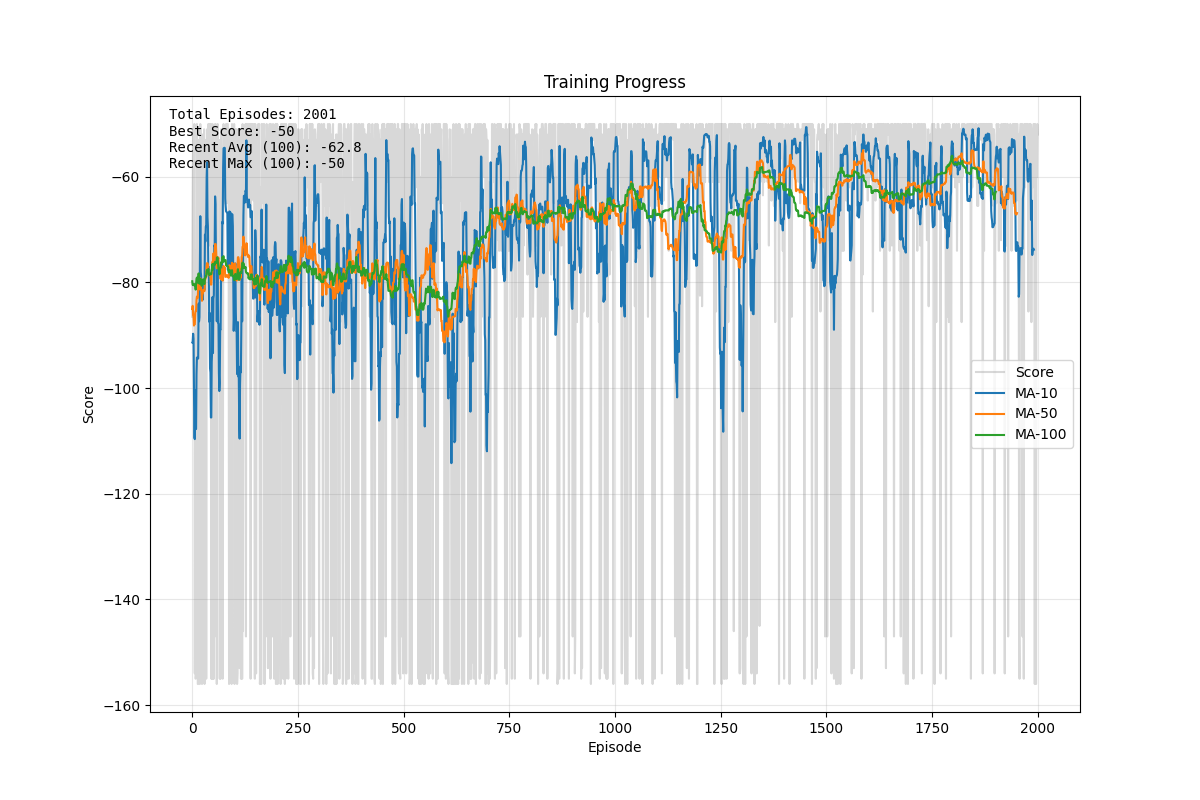 Training Progress
Total Episodes: 2001
Best Score: -50
Recent Avg (100): -62.8
Recent Max (100): -50
Score
−60
−80
−100
−120
−140
−160
Score
MA-10
MA-50
MA-100
0 250 500 750 1000 1250 1500 1750 2000
Episode